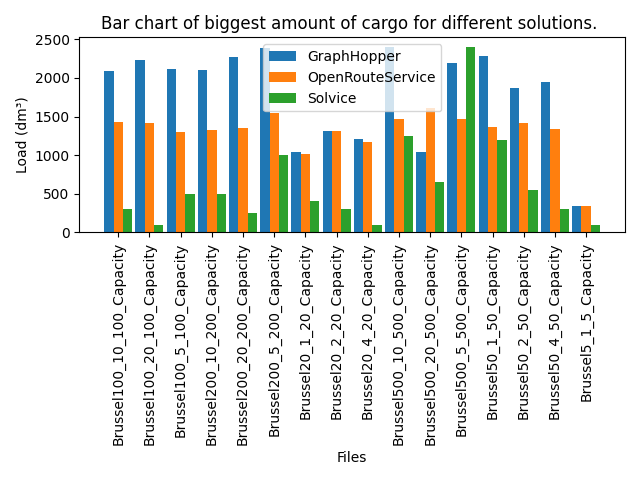 Bar chart of biggest amount of cargo for different solutions.
GraphHopper
OpenRouteService
Solvice
Load (dm³)
2500
2000
1500
1000
500
0
Brussel100_10_100_Capacity
Brussel100_20_100_Capacity
Brussel100_5_100_Capacity
Brussel200_10_200_Capacity
Brussel200_20_200_Capacity
Brussel200_5_200_Capacity
Brussel20_1_20_Capacity
Brussel20_2_20_Capacity
Brussel20_4_20_Capacity
Brussel500_10_500_Capacity
Brussel500_20_500_Capacity
Brussel500_5_500_Capacity
Brussel50_1_50_Capacity
Brussel50_2_50_Capacity
Brussel50_4_50_Capacity
Brussel5_1_5_Capacity
Files